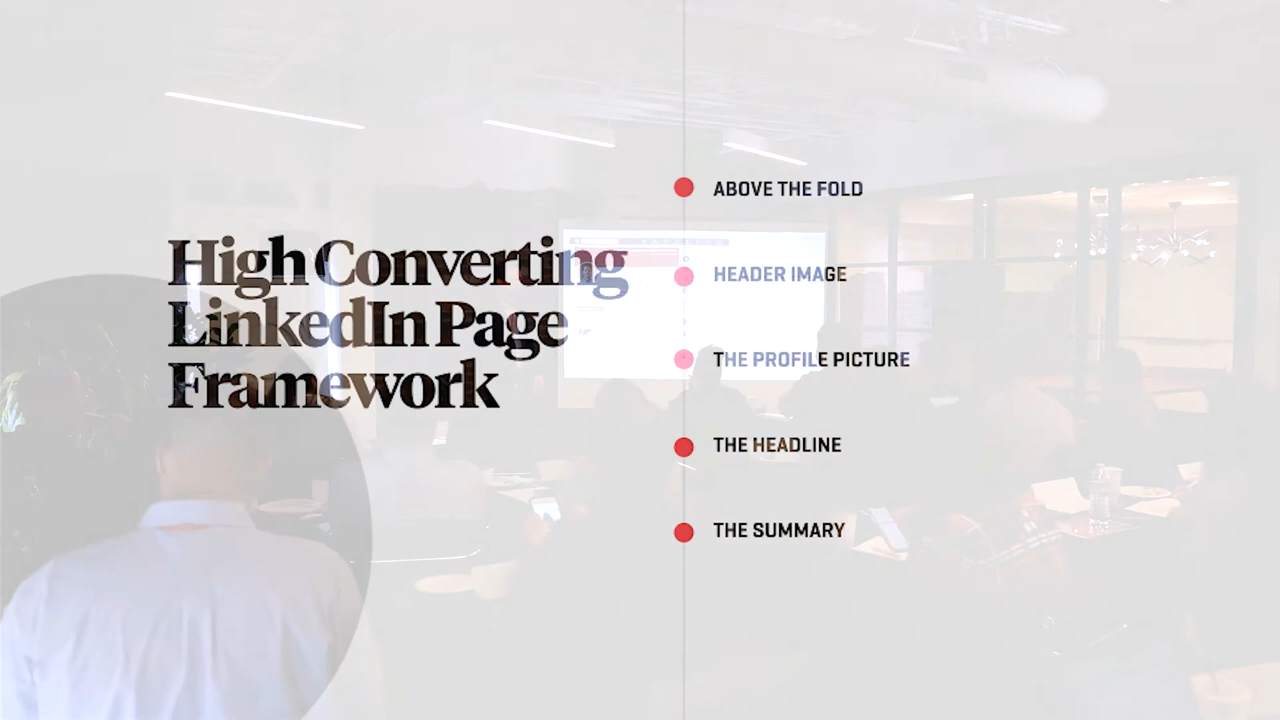 High Converting
LinkedIn Page
Framework
ABOVE THE FOLD
HEADER IMAGE
THE PROFILE PICTURE
THE HEADLINE
THE SUMMARY